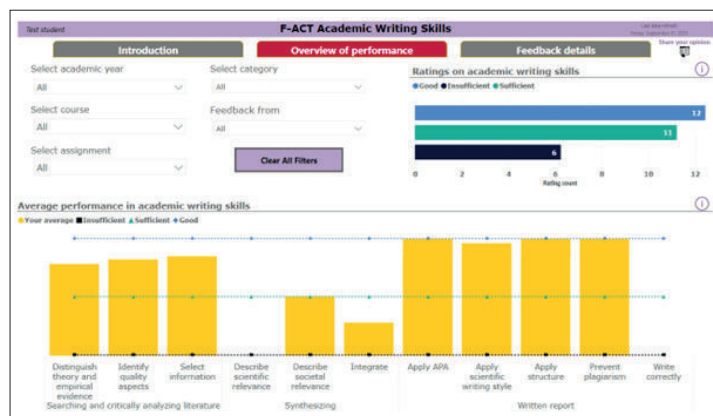 Test student
F-ACT Academic Writing Skills
Share your opinion
Introduction
Overview of performance
Feedback details
Select academic year
All
Select category
All
Select course
All
Feedback from
All
Select assignment
All
Clear All Filters
Ratings on academic writing skills
Good Insufficient Sufficient
12
11
6
0 2 4 6 8 10 12
Rating count
Average performance in academic writing skills
Your average Insufficient Sufficient Good
Distinguish theory and empirical evidence
Identify quality aspects
Select information
Describe scientific relevance
Describe societal relevance
Integrate
Apply APA
Apply scientific writing style
Apply structure
Prevent plagiarism
Write correctly
Searching and critically analyzing literature
Synthesizing
Written report